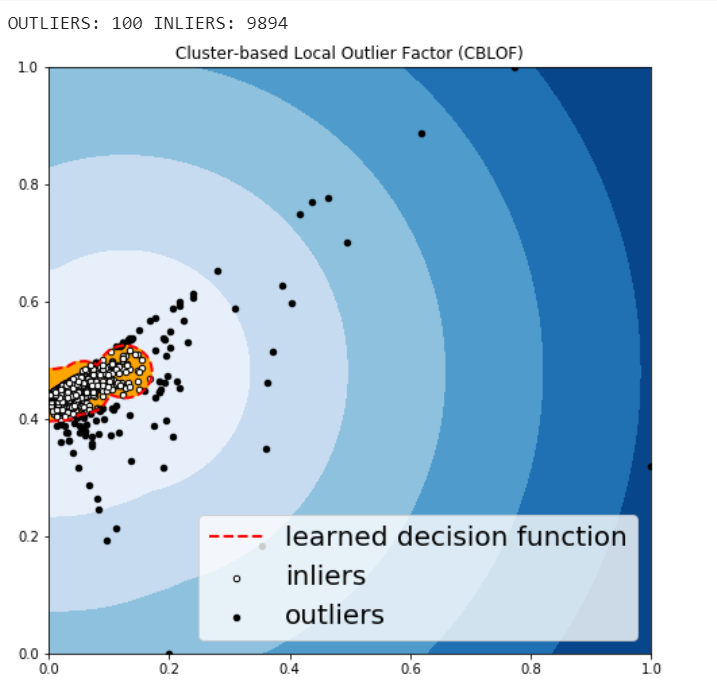 OUTLIERS: 100 INLIERS: 9894
Cluster-based Local Outlier Factor (CBLOF)
1.0
0.8
0.6
0.4
0.2
0.0
learned decision function
inliers
outliers
0.0 0.2 0.4 0.6 0.8 1.0